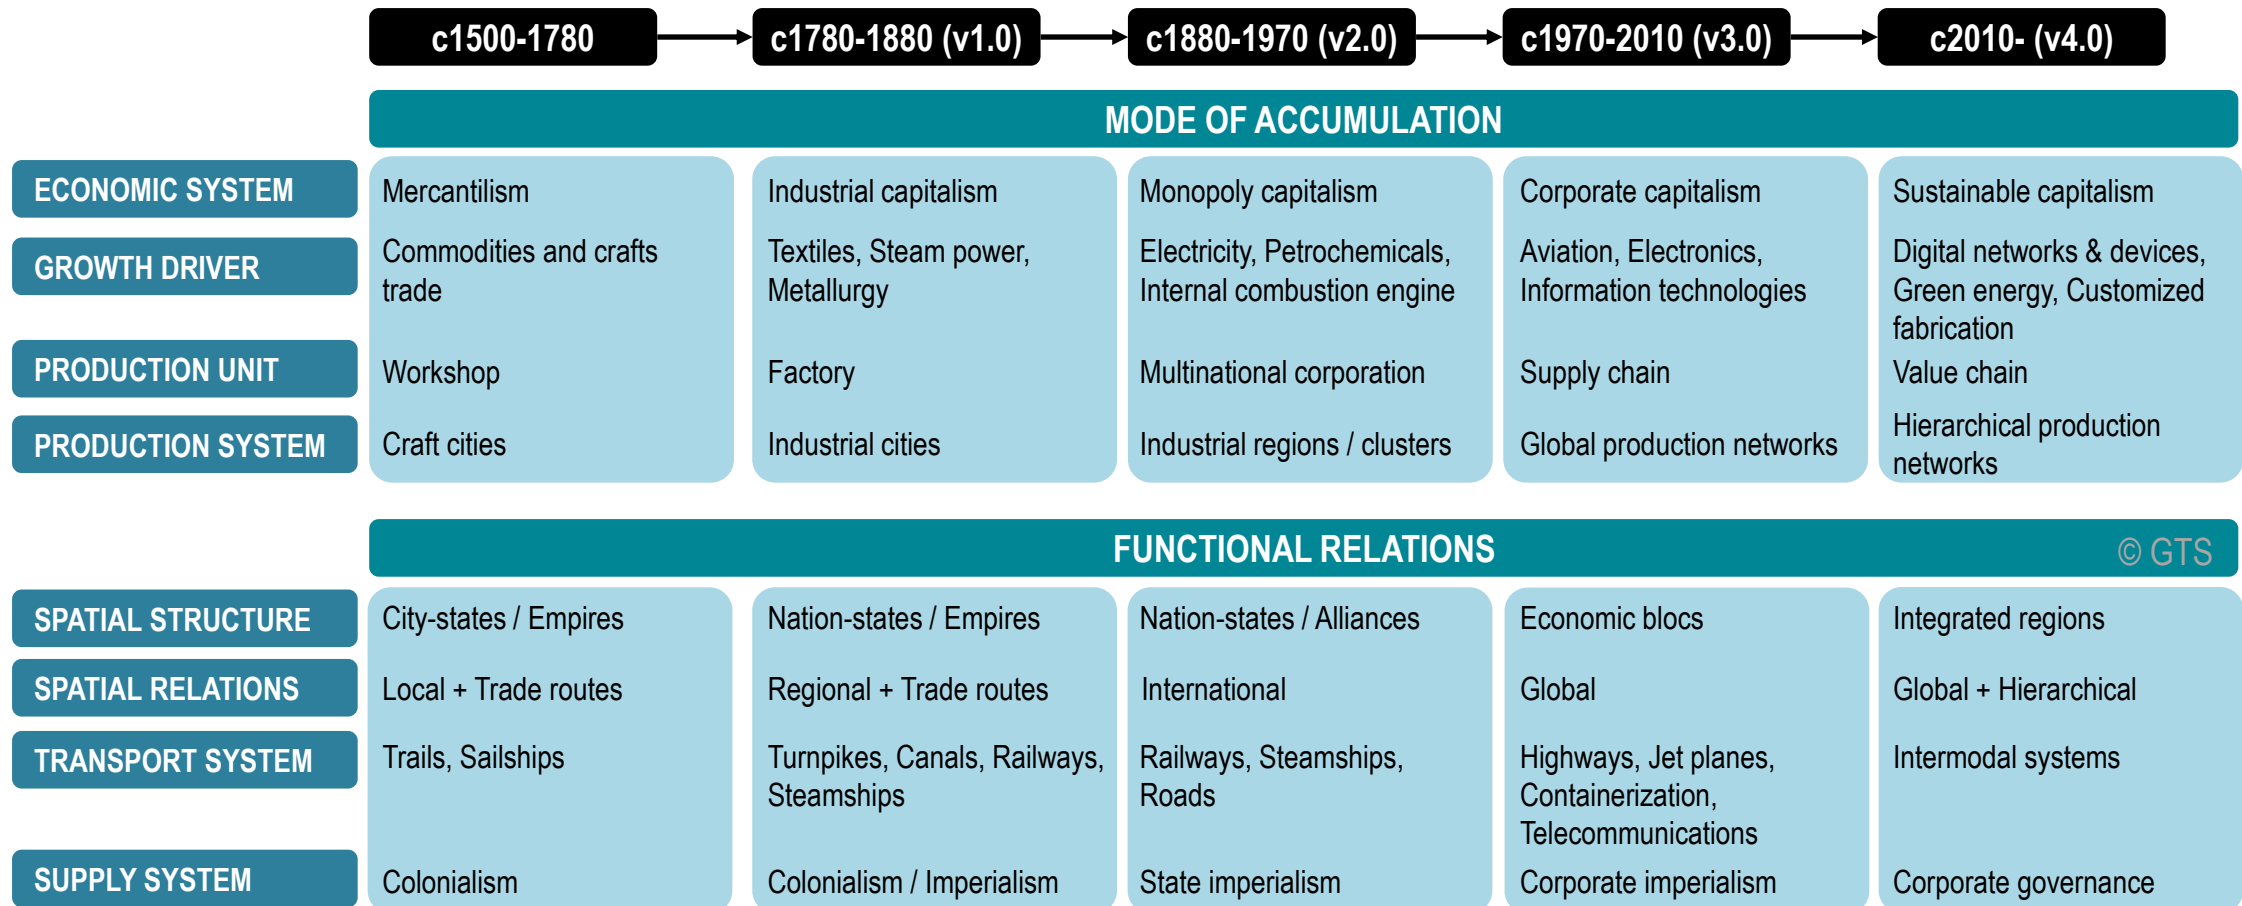 c1500-1780
c1780-1880 (v1.0)
c1880-1970 (v2.0)
c1970-2010 (v3.0)
c2010- (v4.0)
MODE OF ACCUMULATION
ECONOMIC SYSTEM
Mercantilism
Industrial capitalism
Monopoly capitalism
Corporate capitalism
Sustainable capitalism
GROWTH DRIVER
Commodities and crafts
trade
Textiles, Steam power,
Metallurgy
Electricity, Petrochemicals,
Internal combustion engine
Aviation, Electronics,
Information technologies
Digital networks & devices,
Green energy, Customized
fabrication
PRODUCTION UNIT
Workshop
Factory
Multinational corporation
Supply chain
Value chain
PRODUCTION SYSTEM
Craft cities
Industrial cities
Industrial regions / clusters
Global production networks
Hierarchical production
networks
FUNCTIONAL RELATIONS
© GTS
SPATIAL STRUCTURE
City-states / Empires
Nation-states / Empires
Nation-states / Alliances
Economic blocs
Integrated regions
SPATIAL RELATIONS
Local + Trade routes
Regional + Trade routes
International
Global
Global + Hierarchical
TRANSPORT SYSTEM
Trails, Sailships
Turnpikes, Canals, Railways,
Steamships
Railways, Steamships,
Roads
Highways, Jet planes,
Containerization,
Telecommunications
Intermodal systems
SUPPLY SYSTEM
Colonialism
Colonialism / Imperialism
State imperialism
Corporate imperialism
Corporate governance